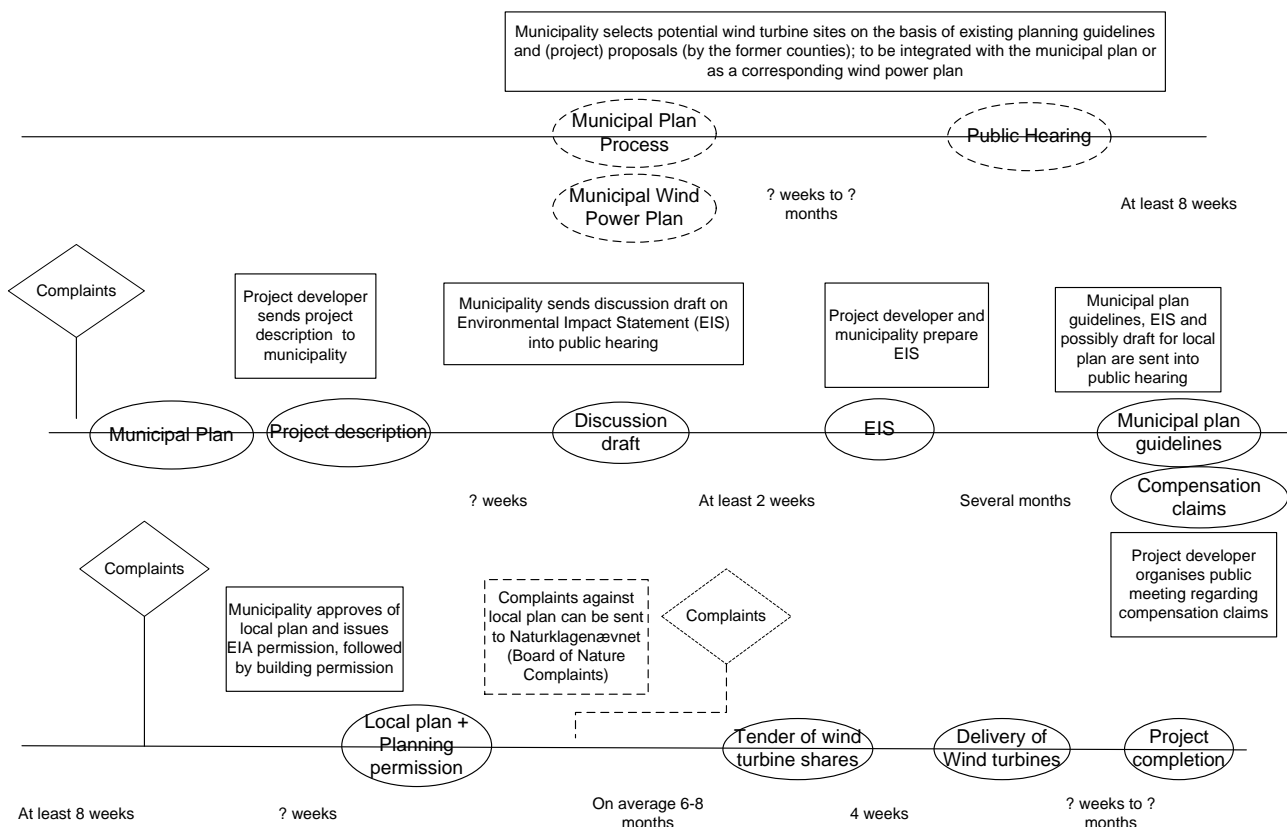 Municipality selects potential wind turbine sites on the basis of existing planning guidelines
and (project) proposals (by the former counties); to be integrated with the municipal plan or
as a corresponding wind power plan
Municipal Plan
Process
Public Hearing
Municipal Wind
Power Plan
? weeks to ?
months
At least 8 weeks
Complaints
Project developer
sends project
description to
municipality
Municipality sends discussion draft on
Environmental Impact Statement (EIS)
into public hearing
Project developer and
municipality prepare
EIS
Municipal plan
guidelines, EIS and
possibly draft for local
plan are sent into
public hearing
Municipal Plan
Project description
Discussion
draft
EIS
Municipal plan
guidelines
Compensation
claims
? weeks
At least 2 weeks
Several months
Project developer
organises public
meeting regarding
compensation claims
Complaints
Municipality approves of
local plan and issues
EIA permission, followed
by building permission
Complaints against
local plan can be sent
to Naturklagenævnet
(Board of Nature
Complaints)
Complaints
Local plan +
Planning
permission
Tender of wind
turbine shares
Delivery of
Wind turbines
Project
completion
At least 8 weeks
? weeks
On average 6-8
months
4 weeks
? weeks to ?
months